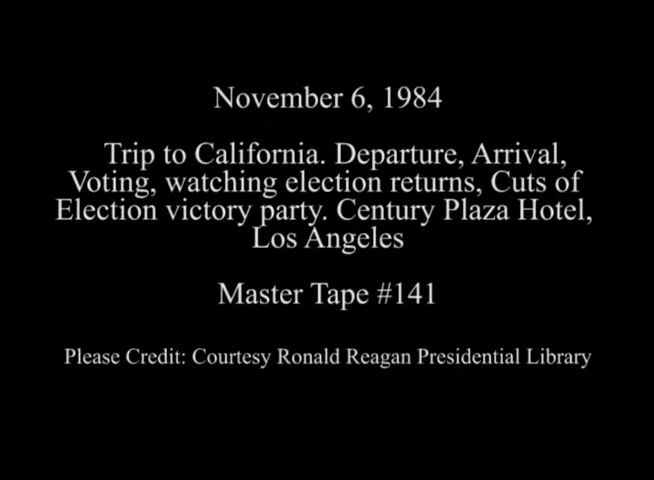 November 6, 1984
Trip to California. Departure, Arrival,
Voting, watching election returns, Cuts of
Election victory party. Century Plaza Hotel,
Los Angeles
Master Tape #141
Please Credit: Courtesy Ronald Reagan Presidential Library